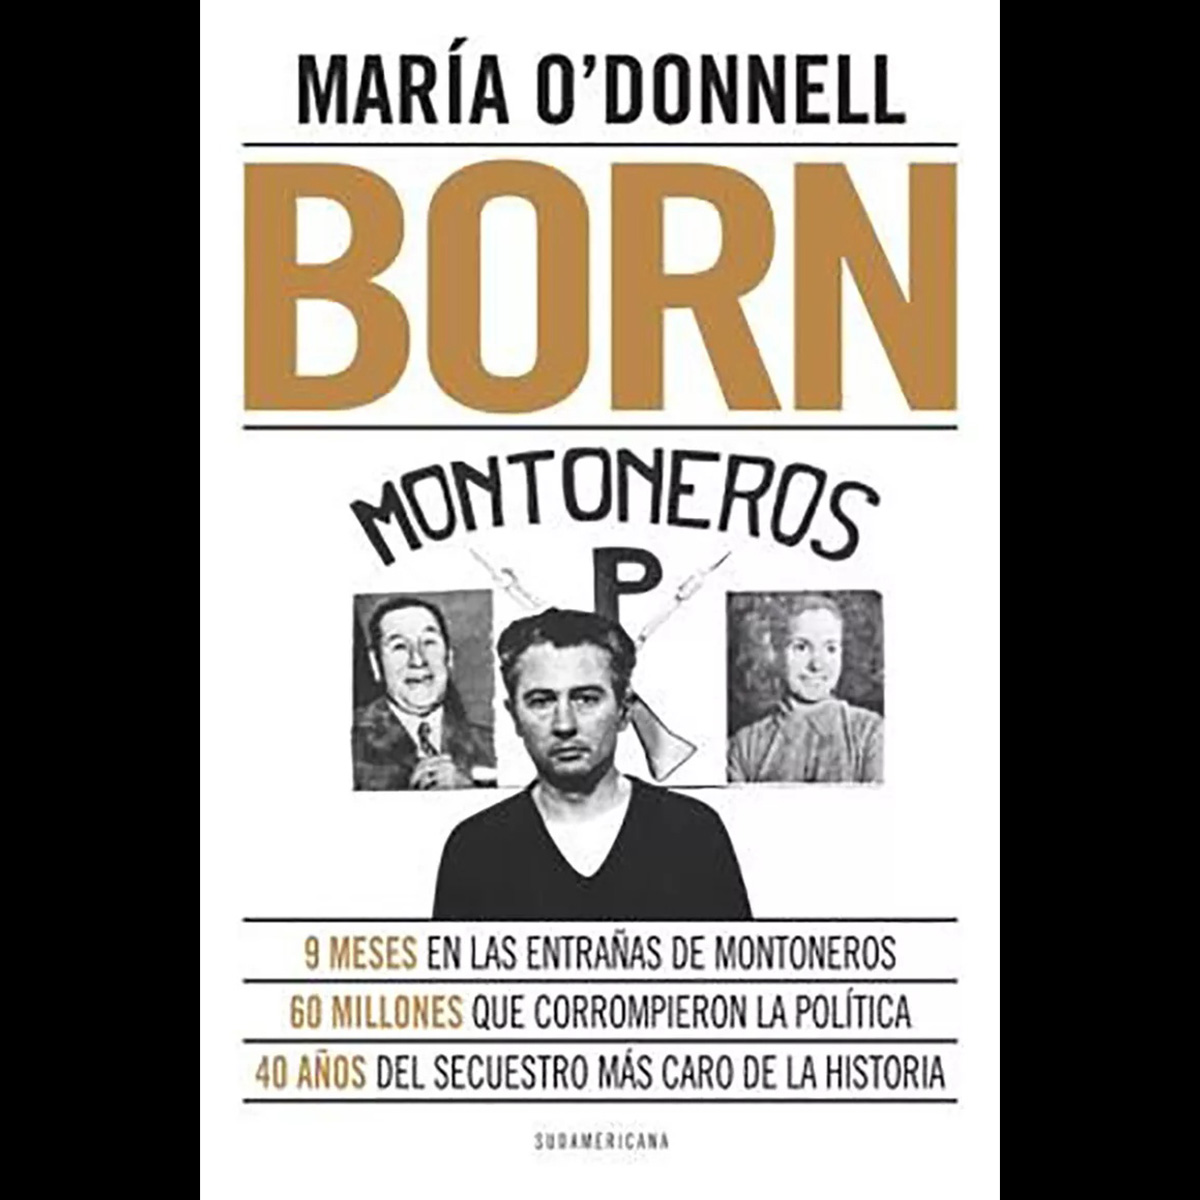 MARÍA O’DONNELL
BORN
MONTONEROS
P
9 MESES EN LAS ENTRAÑAS DE MONTONEROS
60 MILLONES QUE CORROMPIERON LA POLÍTICA
40 AÑOS DEL SECUESTRO MÁS CARO DE LA HISTORIA
SUDAMERICANA